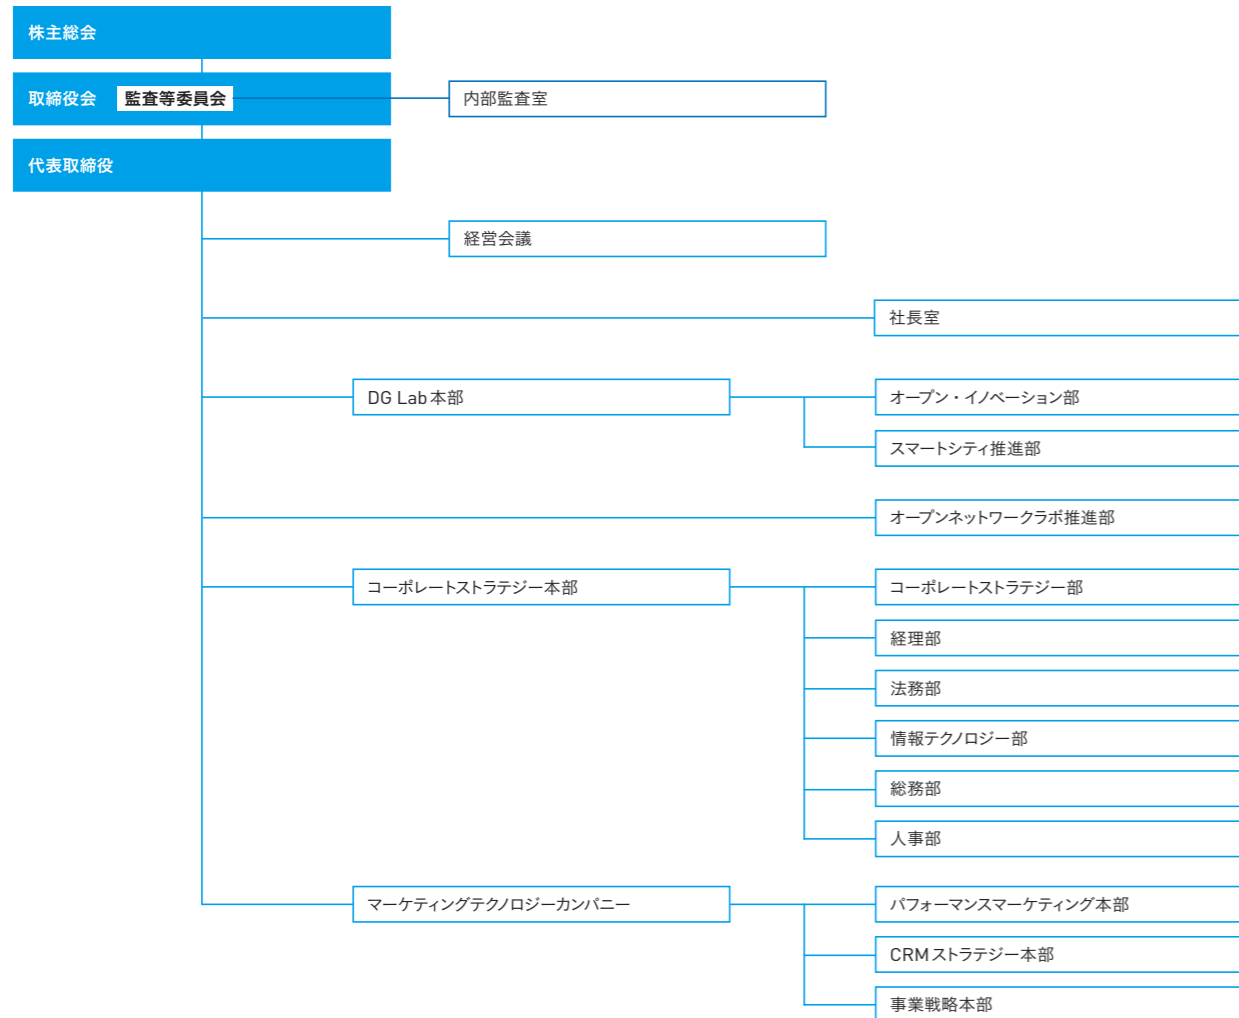 株主総会
取締役会 監査等委員会 内部監査室
代表取締役
経営会議
社長室
DG Lab本部 オープン・イノベーション部
スマートシティ推進部
オープンネットワークラボ推進部
コーポレートストラテジー本部 コーポレートストラテジー部
経理部
法務部
情報テクノロジー部
総務部
人事部
マーケティングテクノロジーカンパニー パフォーマンスマーケティング本部
CRMストラテジー本部
事業戦略本部